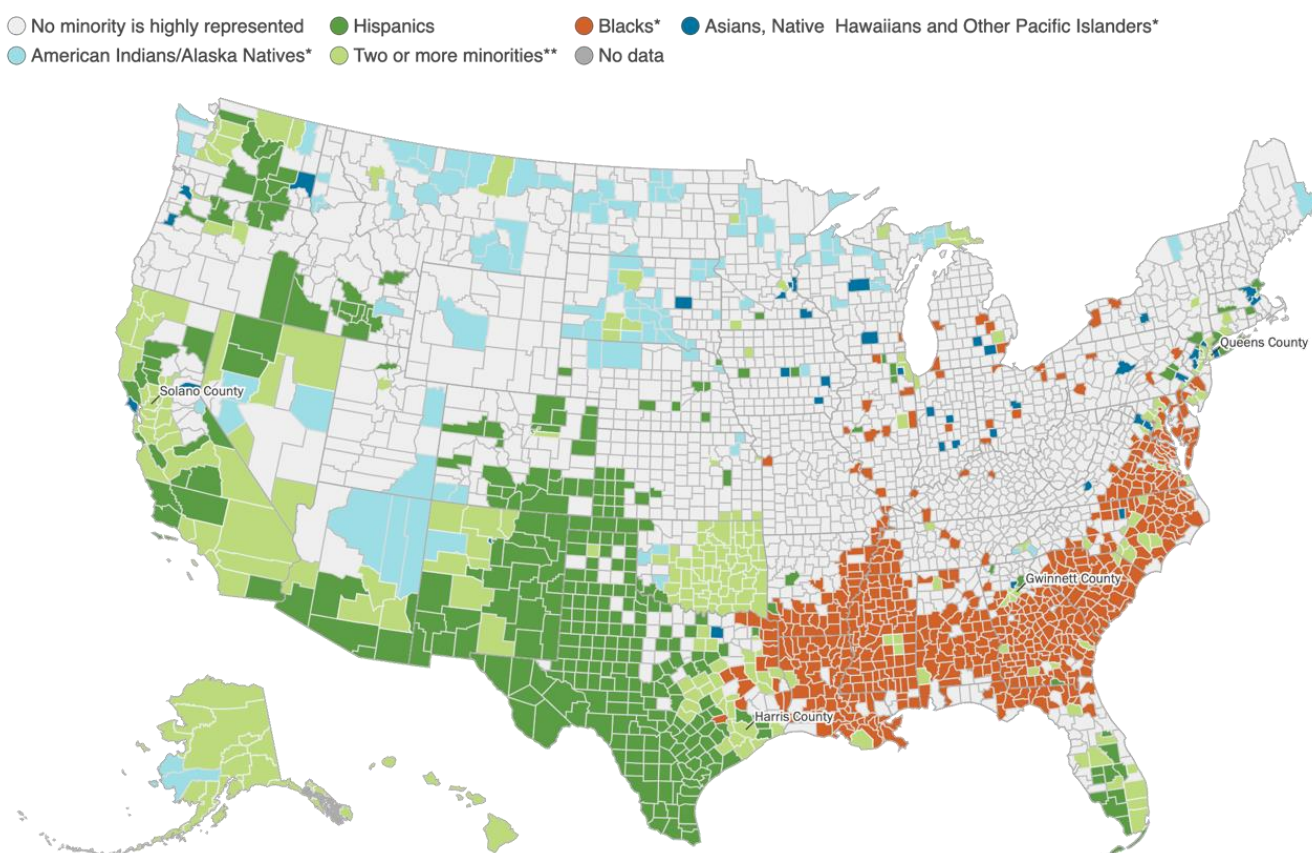 No minority is highly represented Hispanics Blacks* Asians, Native Hawaiians and Other Pacific Islanders*
American Indians/Alaska Natives* Two or more minorities** No data
Queens County
Solano County
Gwinnett County
Harris County